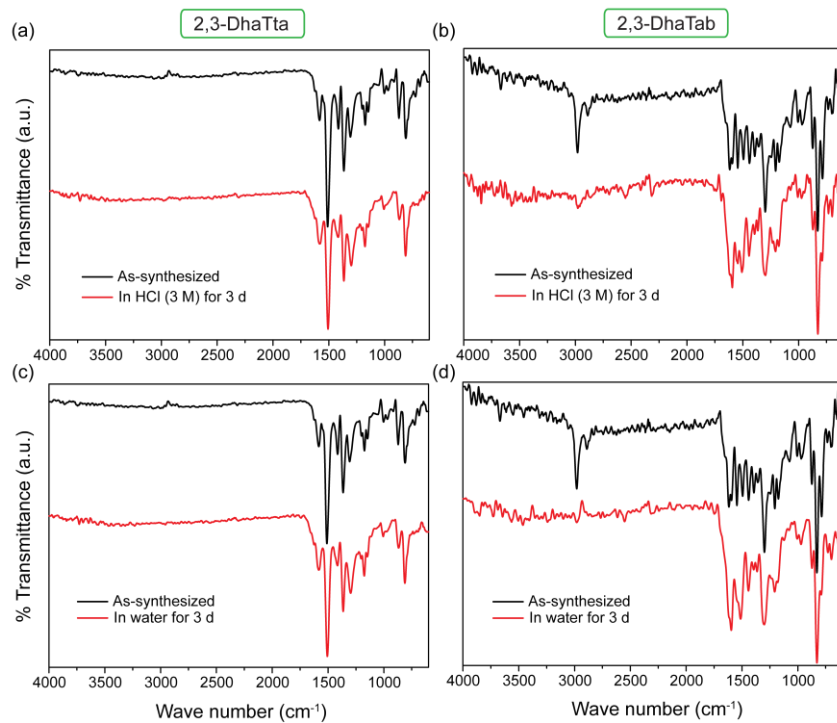 2,3-DhaTta
2,3-DhaTab
(a)
(b)
% Transmittance (a.u.)
As-synthesized
In HCl (3 M) for 3 d
As-synthesized
In HCl (3 M) for 3 d
4000 3500 3000 2500 2000 1500 1000
4000 3500 3000 2500 2000 1500 1000
(c)
(d)
% Transmittance (a.u.)
As-synthesized
In water for 3 d
As-synthesized
In water for 3 d
4000 3500 3000 2500 2000 1500 1000
4000 3500 3000 2500 2000 1500 1000
Wave number (cm⁻¹)
Wave number (cm⁻¹)